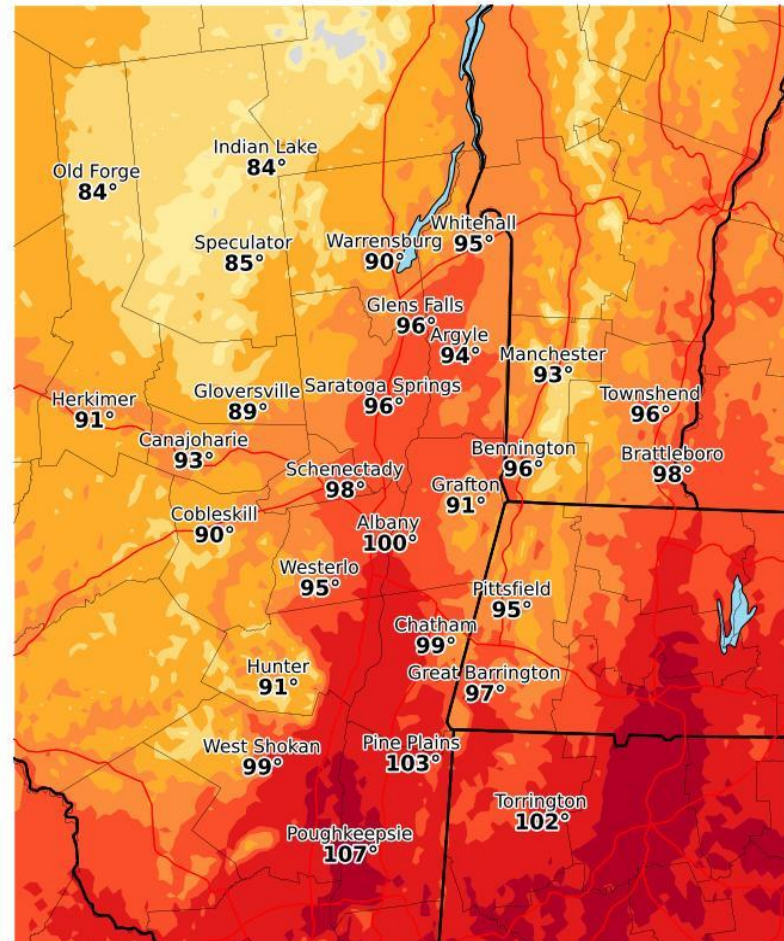 Indian Lake
84°
Old Forge
84°
Whitehall
95°
Speculator
85°
Warrensburg
90°
Glens Falls
96°
Argyle
94°
Manchester
93°
Gloversville
89°
Saratoga Springs
96°
Townshend
96°
Herkimer
91°
Canajoharie
93°
Bennington
96°
Brattleboro
98°
Schenectady
98°
Grafton
91°
Cobleskill
90°
Albany
100°
Westerlo
95°
Pittsfield
95°
Chatham
99°
Hunter
91°
Great Barrington
97°
West Shokan
99°
Pine Plains
103°
Torrington
102°
Poughkeepsie
107°